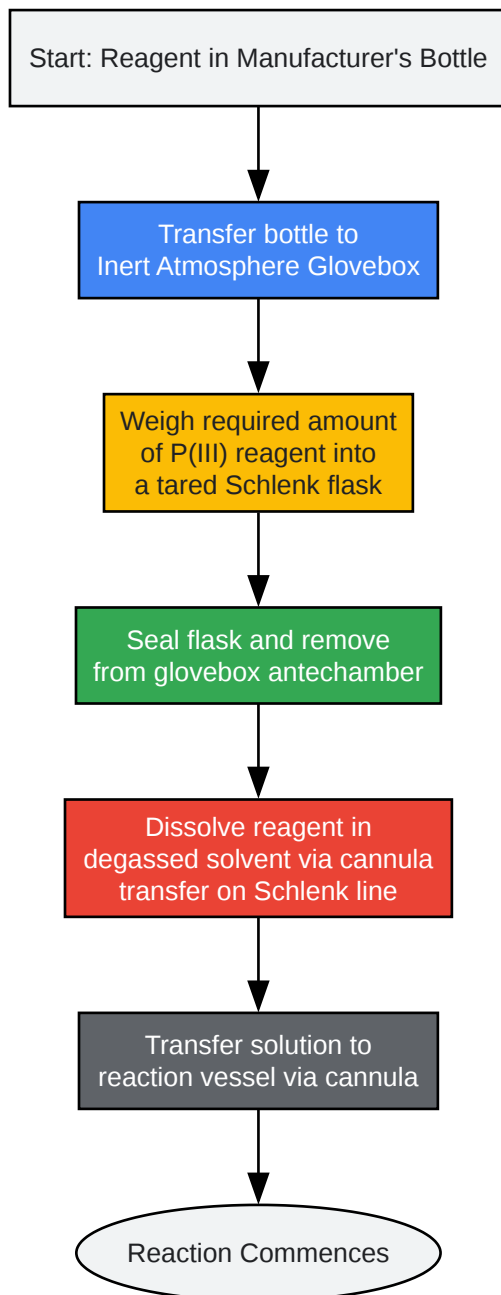 Start: Reagent in Manufacturer's Bottle
Transfer bottle to
Inert Atmosphere Glovebox
Weigh required amount
of P(III) reagent into
a tared Schlenk flask
Seal flask and remove
from glovebox antechamber
Dissolve reagent in
degassed solvent via cannula
transfer on Schlenk line
Transfer solution to
reaction vessel via cannula
Reaction Commences